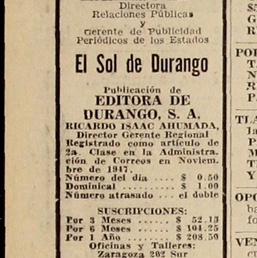 Directora
Relaciones Públicas
y
Gerente de Publicidad
Periódicos de los Estados
El Sol de Durango
Publicación de
EDITORA DE
DURANGO, S. A.
RICARDO ISAAC AHUMADA,
Director Gerente Regional
Registrado como artículo de
2a. Clase en la Administra-
ción de Correos en Noviem-
bre de 1947.
Número del día — $ 0.50
Dominical — $ 1.00
Número atrasado — el doble
SUSCRIPCIONES:
Por 3 Meses — $ 52.13
Por 6 Meses — $ 104.25
Por 1 Año — $ 208.50
Oficinas y Talleres:
Zaragoza 202 Sur